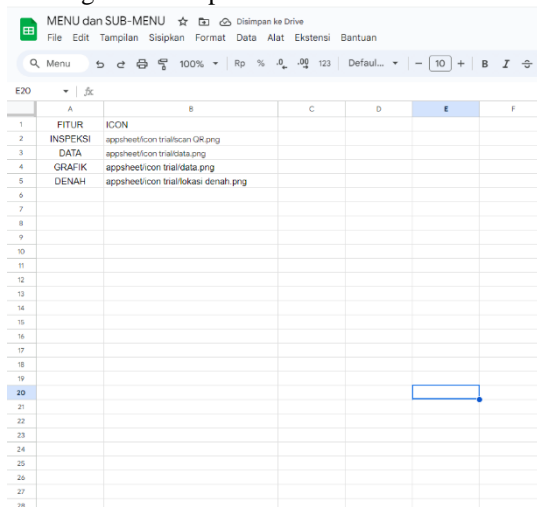 MENU dan SUB-MENU Disimpan ke Drive
File Edit Tampilan Sisipkan Format Data Alat Ekstensi Bantuan
Menu 100% Rp % .0 .00 123 Defaul... - 10 + B I
E20 fx
A B C D E F
1 FITUR ICON
2 INSPEKSI appsheet/icon trial/scan QR.png
3 DATA appsheet/icon trial/data.png
4 GRAFIK appsheet/icon trial/data.png
5 DENAH appsheet/icon trial/lokasi denah.png
6
7
8
9
10
11
12
13
14
15
16
17
18
19
20
21
22
23
24
25
26
27
28